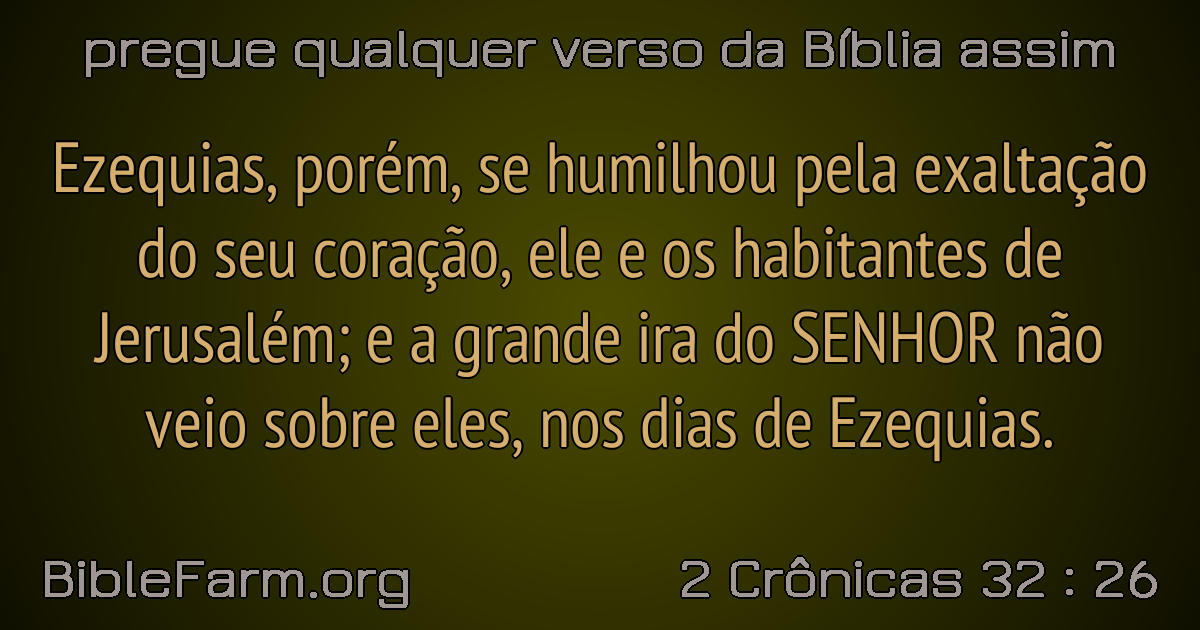 pregue qualquer verso da Bíblia assim
Ezequias, porém, se humilhou pela exaltação
do seu coração, ele e os habitantes de
Jerusalém; e a grande ira do SENHOR não
veio sobre eles, nos dias de Ezequias.
BibleFarm.org
2 Crônicas 32 : 26